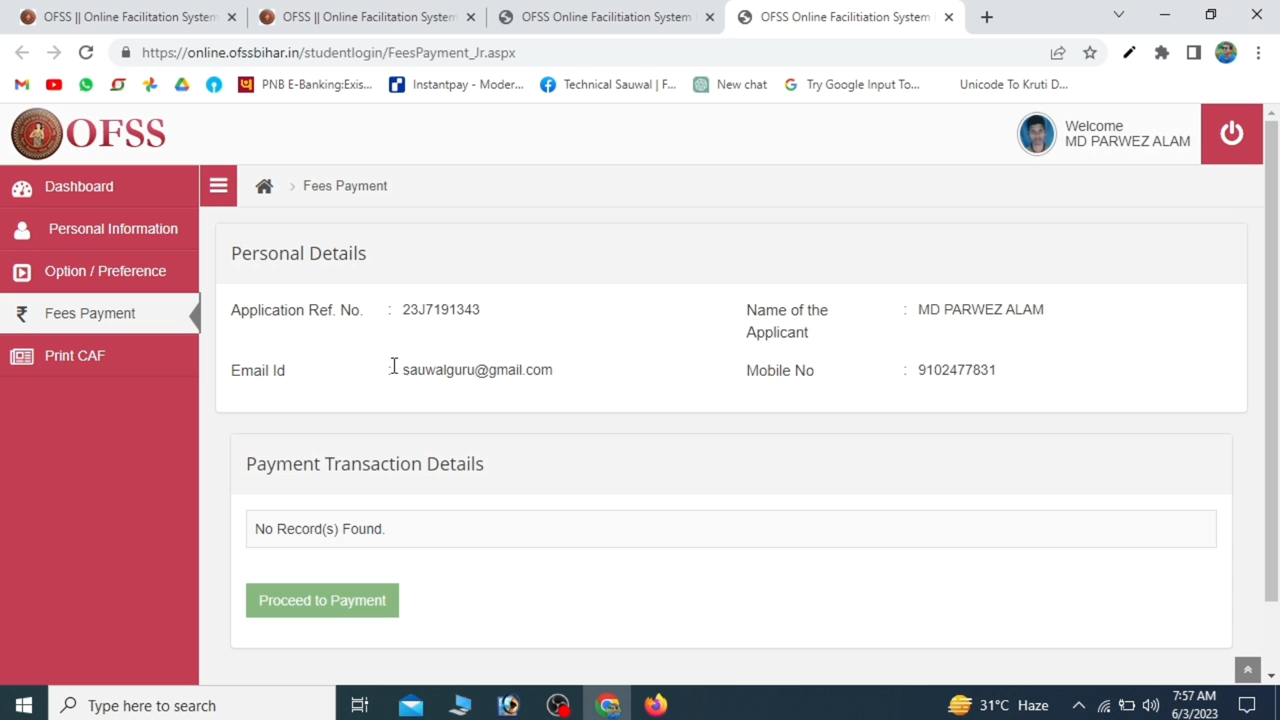 OFSS || Online Facilitation System
OFSS || Online Facilitation System
OFSS Online Facilitiation System
OFSS Online Facilitiation System
https://online.ofssbihar.in/studentlogin/FeesPayment_Jr.aspx
PNB E-Banking:Exis...
Instantpay - Moder...
Technical Sauwal | F...
New chat
Try Google Input To...
Unicode To Kruti D...
OFSS
Welcome
MD PARWEZ ALAM
Dashboard
Personal Information
Option / Preference
Fees Payment
Print CAF
> Fees Payment
Personal Details
Application Ref. No. : 23J7191343
Name of the
Applicant
: MD PARWEZ ALAM
Email Id : sauwalguru@gmail.com
Mobile No : 9102477831
Payment Transaction Details
No Record(s) Found.
Proceed to Payment
Type here to search
31°C Haze
7:57 AM
6/3/2023